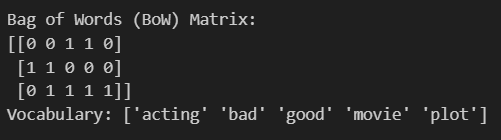 Bag of Words (BoW) Matrix:
[[0 0 1 1 0]
 [1 1 0 0 0]
 [0 1 1 1 1]]
Vocabulary: ['acting' 'bad' 'good' 'movie' 'plot']